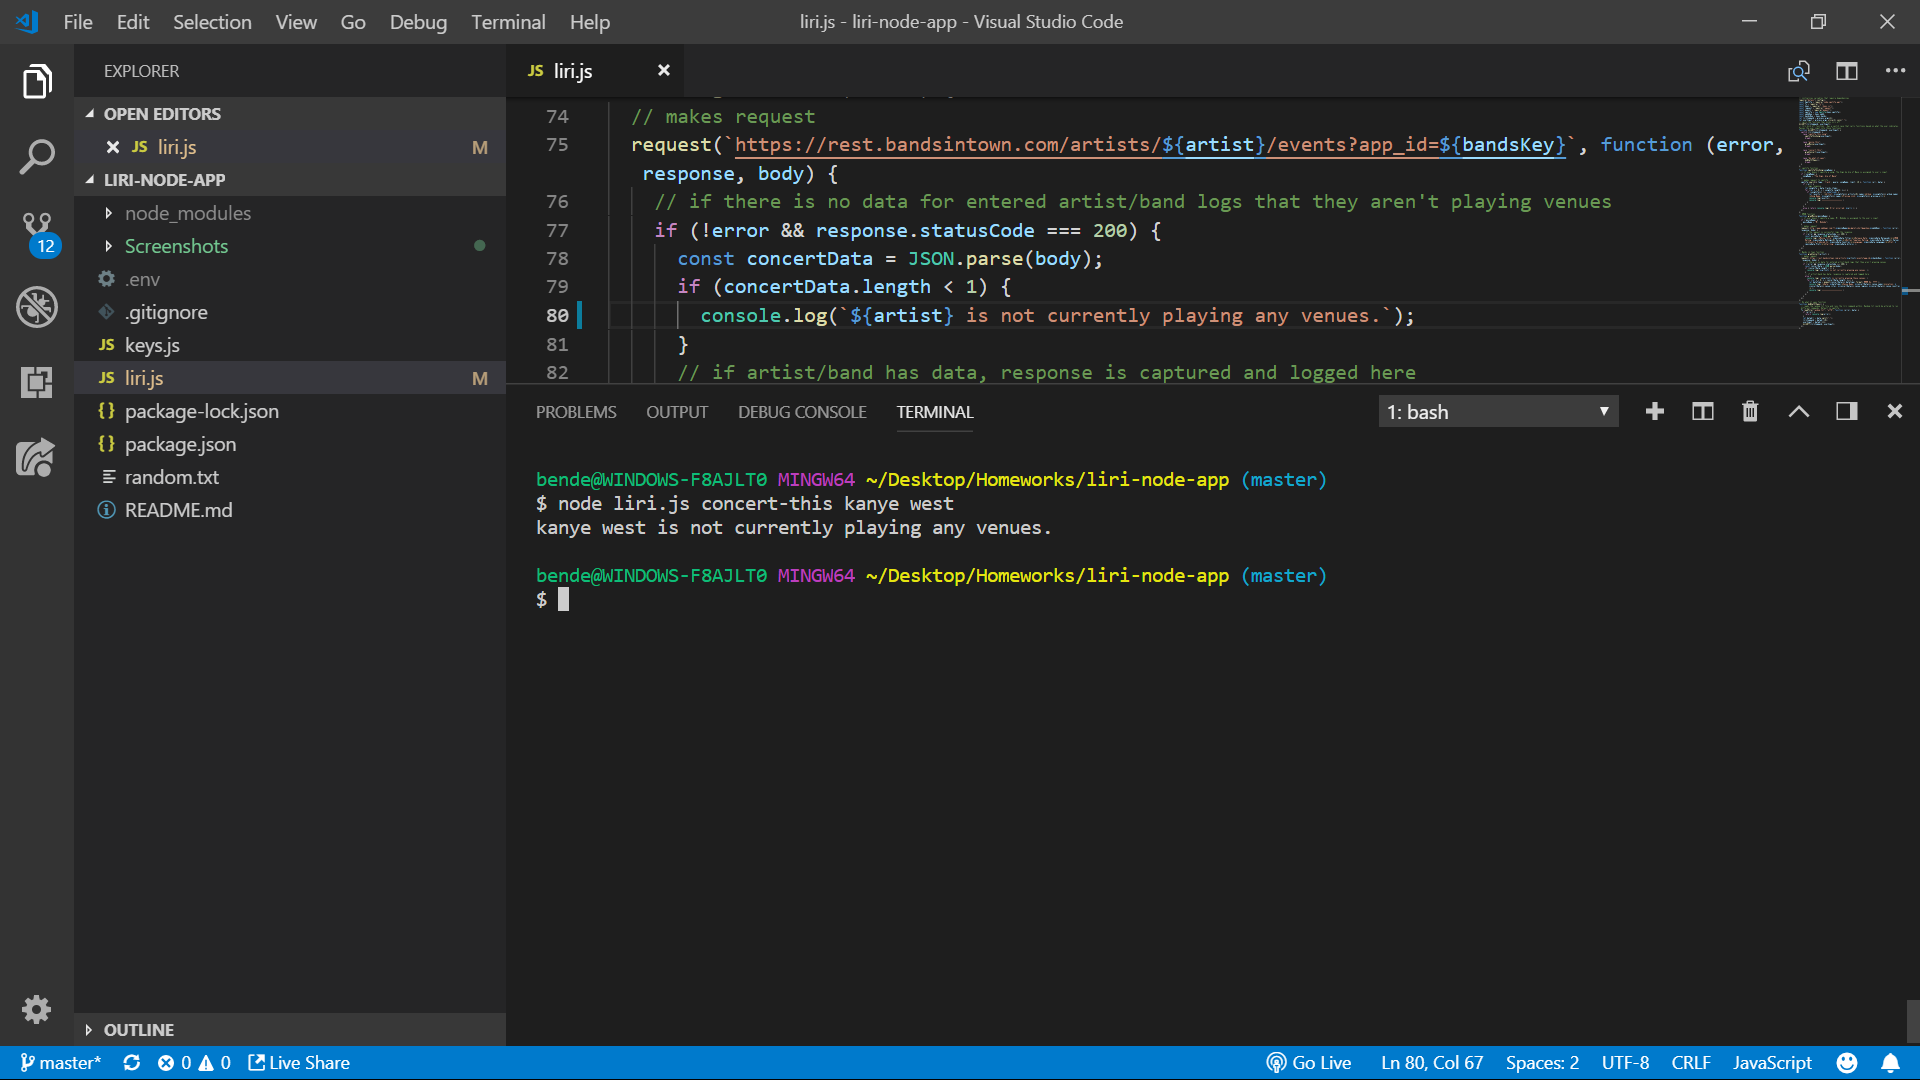 File Edit Selection View Go Debug Terminal Help
liri.js - liri-node-app - Visual Studio Code
EXPLORER
OPEN EDITORS
JS liri.js M
LIRI-NODE-APP
node_modules
Screenshots
.env
.gitignore
JS keys.js
JS liri.js M
{} package-lock.json
{} package.json
random.txt
README.md
OUTLINE
12
JS liri.js
74 // makes request
75 request(`https://rest.bandsintown.com/artists/${artist}/events?app_id=${bandsKey}`, function (error,
response, body) {
76 // if there is no data for entered artist/band logs that they aren't playing venues
77 if (!error && response.statusCode === 200) {
78 const concertData = JSON.parse(body);
79 if (concertData.length < 1) {
80 console.log(`${artist} is not currently playing any venues.`);
81 }
82 // if artist/band has data, response is captured and logged here
PROBLEMS OUTPUT DEBUG CONSOLE TERMINAL
1: bash
bende@WINDOWS-F8AJLT0 MINGW64 ~/Desktop/Homeworks/liri-node-app (master)
$ node liri.js concert-this kanye west
kanye west is not currently playing any venues.
bende@WINDOWS-F8AJLT0 MINGW64 ~/Desktop/Homeworks/liri-node-app (master)
$
master* 0 0 Live Share
Go Live Ln 80, Col 67 Spaces: 2 UTF-8 CRLF JavaScript